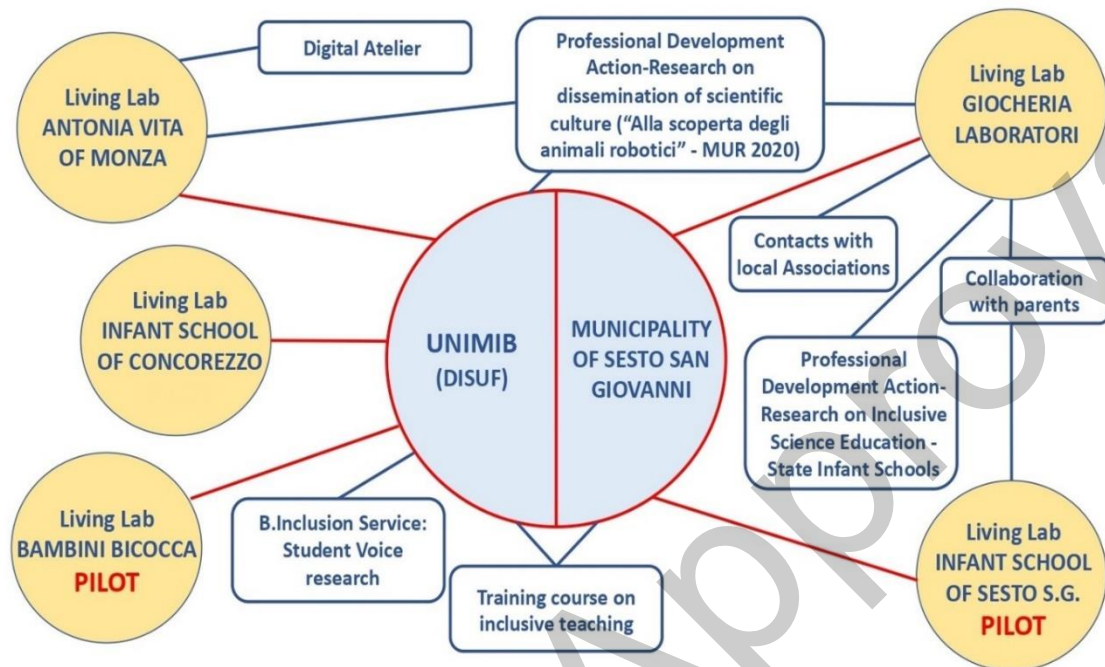 Digital Atelier
Professional Development
Action-Research on
dissemination of scientific
culture ("Alla scoperta degli
animali robotici" - MUR 2020)
Living Lab
ANTONIA VITA
OF MONZA
Living Lab
GIOCHERIA
LABORATORI
Contacts with
local Associations
Collaboration
with parents
Living Lab
INFANT SCHOOL
OF CONCOREZZO
UNIMIB
(DISUF)
MUNICIPALITY
OF SESTO SAN
GIOVANNI
Professional
Development Action-
Research on Inclusive
Science Education -
State Infant Schools
Living Lab
BAMBINI BICOCCA
PILOT
B.Inclusion Service:
Student Voice
research
Training course on
inclusive teaching
Living Lab
INFANT SCHOOL
OF SESTO S.G.
PILOT